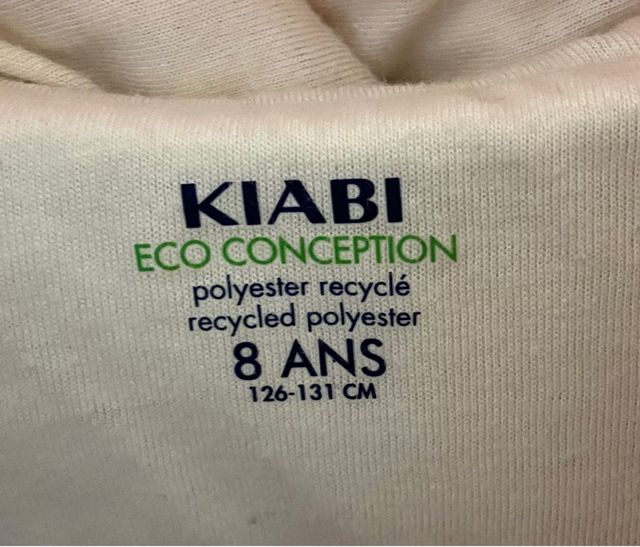 KIABI
ECO CONCEPTION
polyester recyclé
recycled polyester
8 ANS
126-131 CM